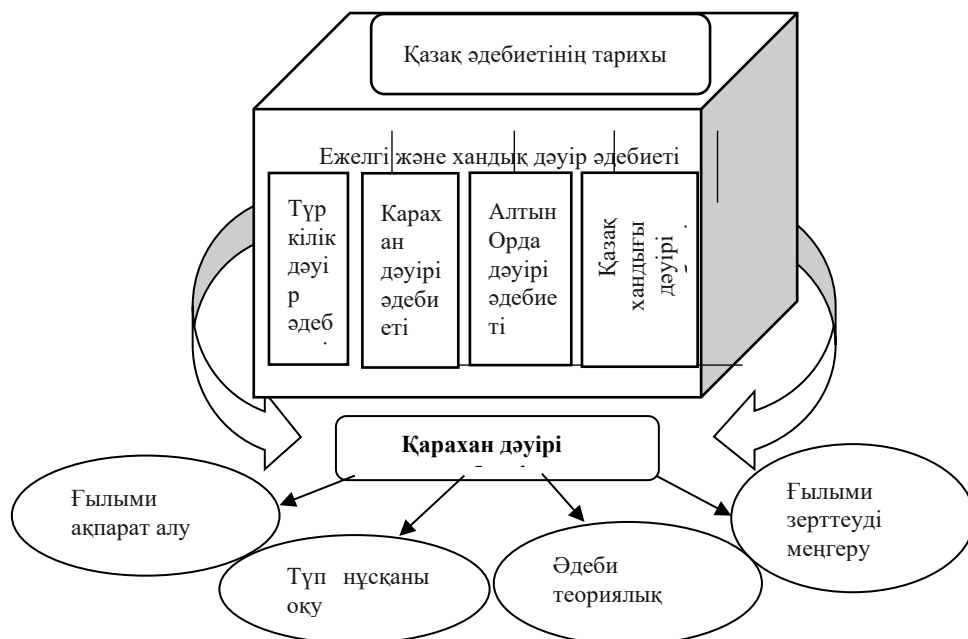 Қазақ әдебиетінің тарихы
Ежелгі және хандық дәуір әдебиеті
Түр
кілік
дәуі
р
әдеб
Карах
ан
дәуірі
әдеби
еті
Алтын
Орда
дәуірі
әдебие
ті
Қазақ
хандығы
дәуірі
Қарахан дәуірі
Ғылыми
ақпарат алу
Түп нұсқаны
оқу
Әдеби
теориялық
Ғылыми
зерттеуді
меңгеру